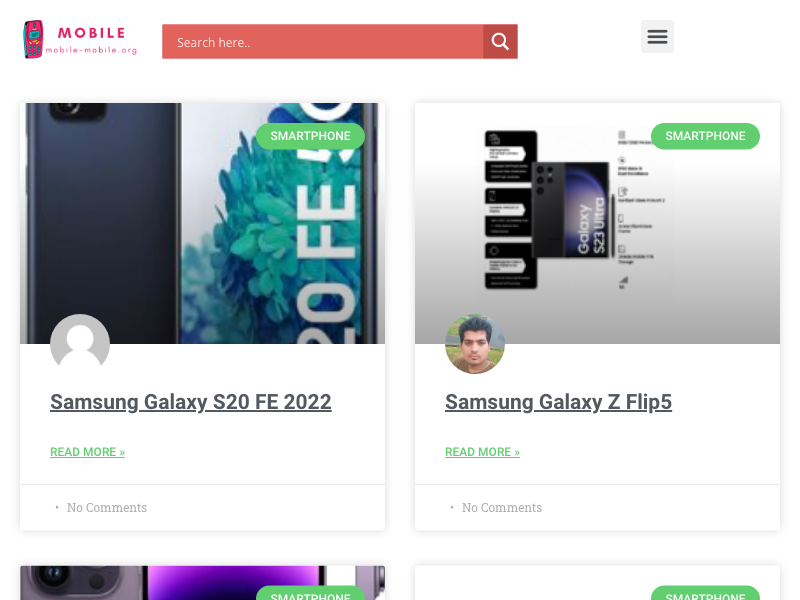 MOBILE
mobile-mobile.org
Search here..
SMARTPHONE
20 FE 5G
SMARTPHONE
Galaxy
S23 Ultra
Samsung Galaxy S20 FE 2022
READ MORE »
• No Comments
Samsung Galaxy Z Flip5
READ MORE »
• No Comments
SMARTPHONE
SMARTPHONE